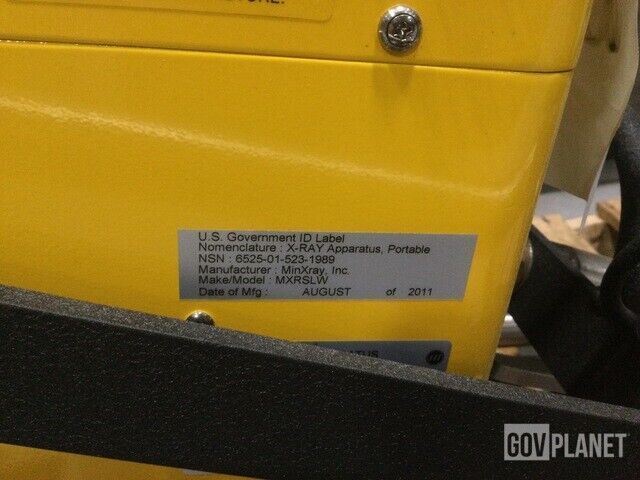 U.S. Government ID Label
Nomenclature : X-RAY Apparatus, Portable
NSN : 6525-01-523-1989
Manufacturer : MinXray, Inc.
Make/Model : MXRSLW
Date of Mfg : AUGUST of 2011
GOVPLANET